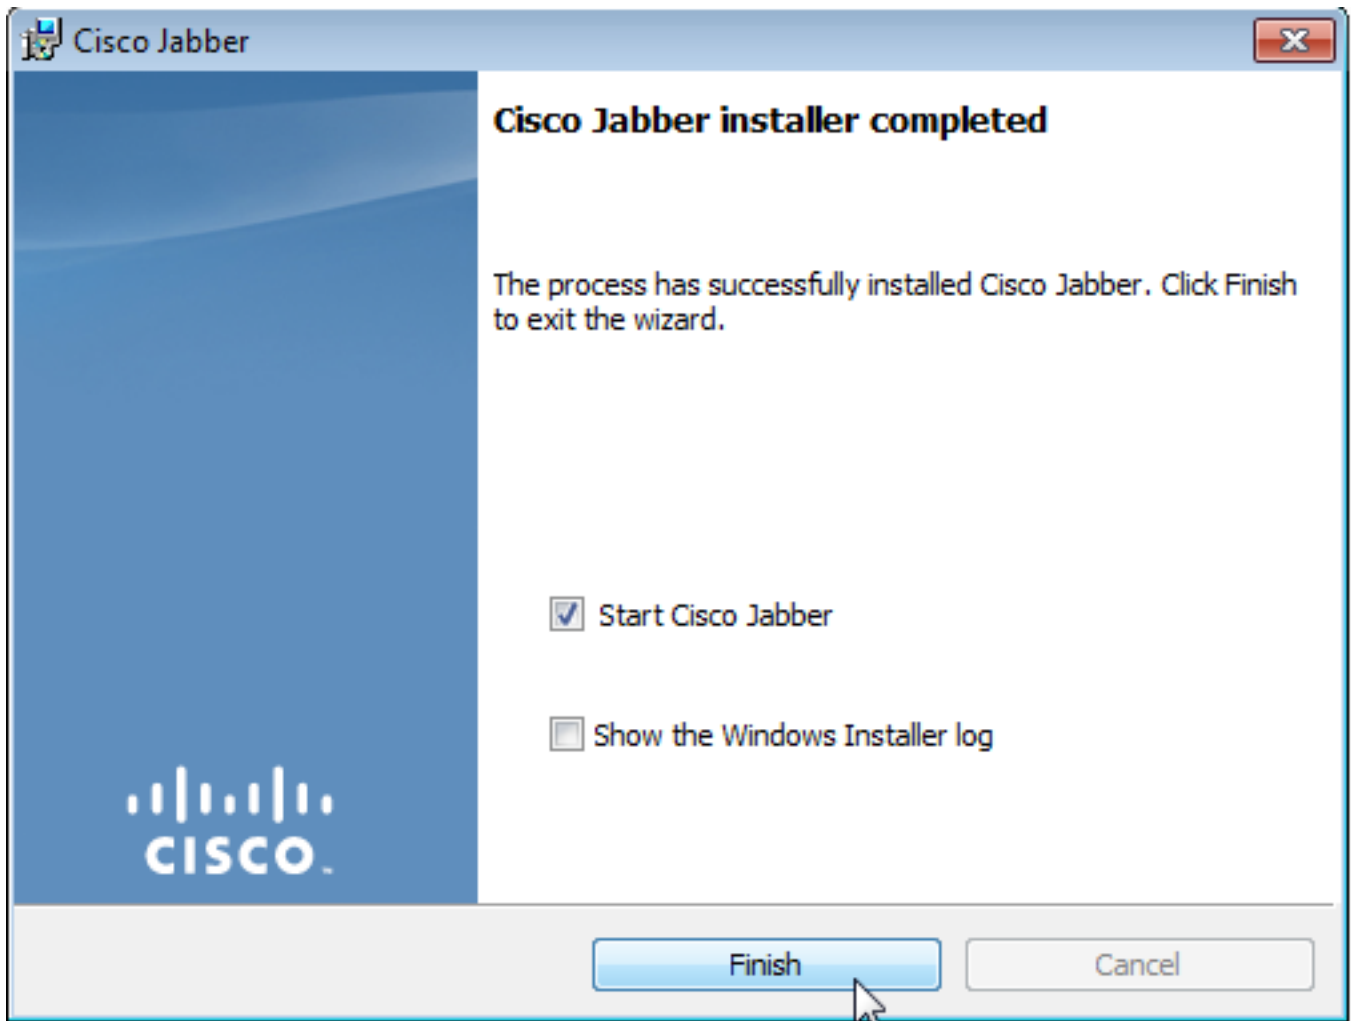 Cisco Jabber
Cisco Jabber installer completed
The process has successfully installed Cisco Jabber. Click Finish
to exit the wizard.
Start Cisco Jabber
Show the Windows Installer log
CISCO
Finish
Cancel